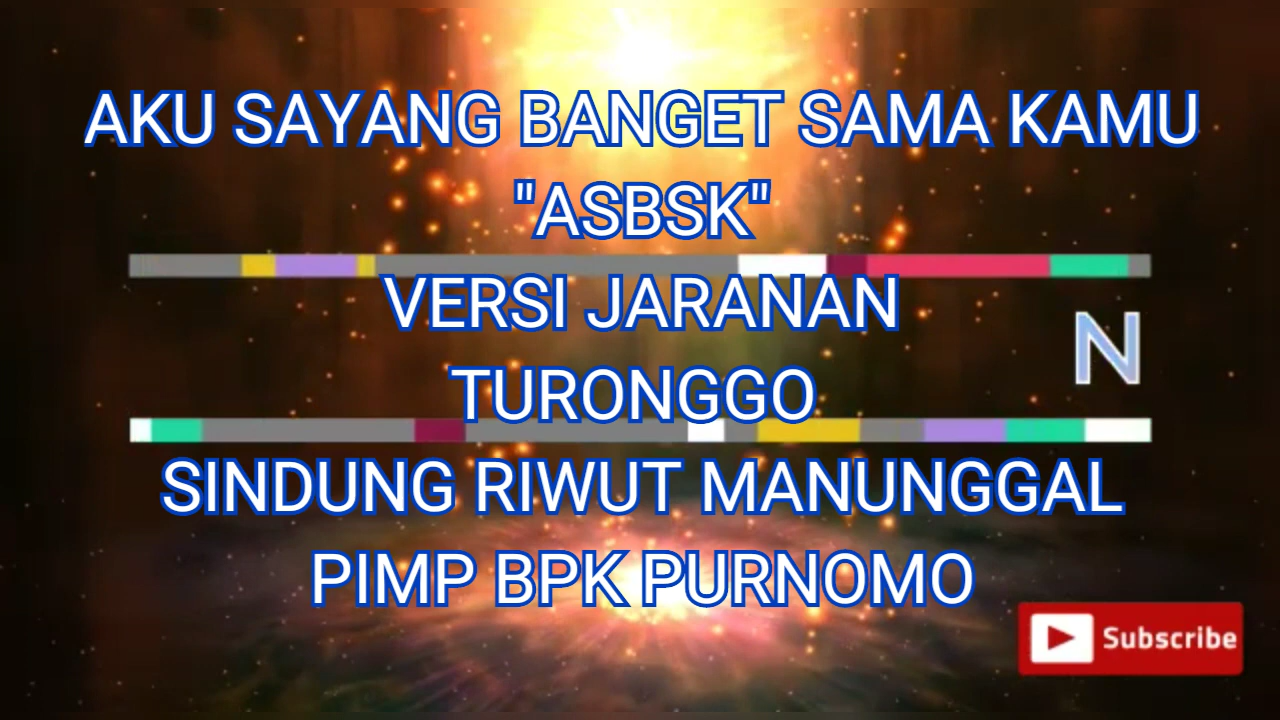 AKU SAYANG BANGET SAMA KAMU
"ASBSK"
VERSI JARANAN
N
TURONGGO
SINDUNG RIWUT MANUNGGAL
PIMP BPK PURNOMO
Subscribe